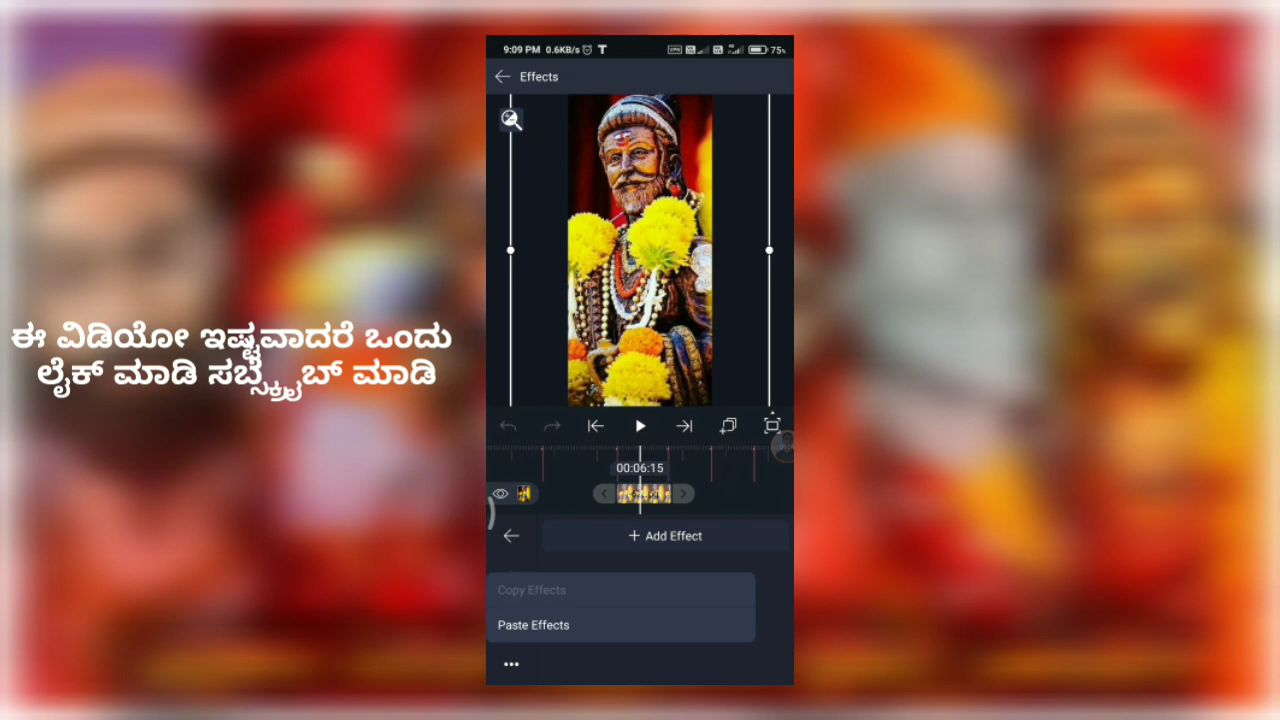 9:09 PM 0.6KB/s
75%
Effects
ಈ ವಿಡಿಯೋ ಇಷ್ಟವಾದರೆ ಒಂದು
ಲೈಕ್ ಮಾಡಿ ಸಬ್ಸ್ಕ್ರೈಬ್ ಮಾಡಿ
00:06:15
+ Add Effect
Copy Effects
Paste Effects